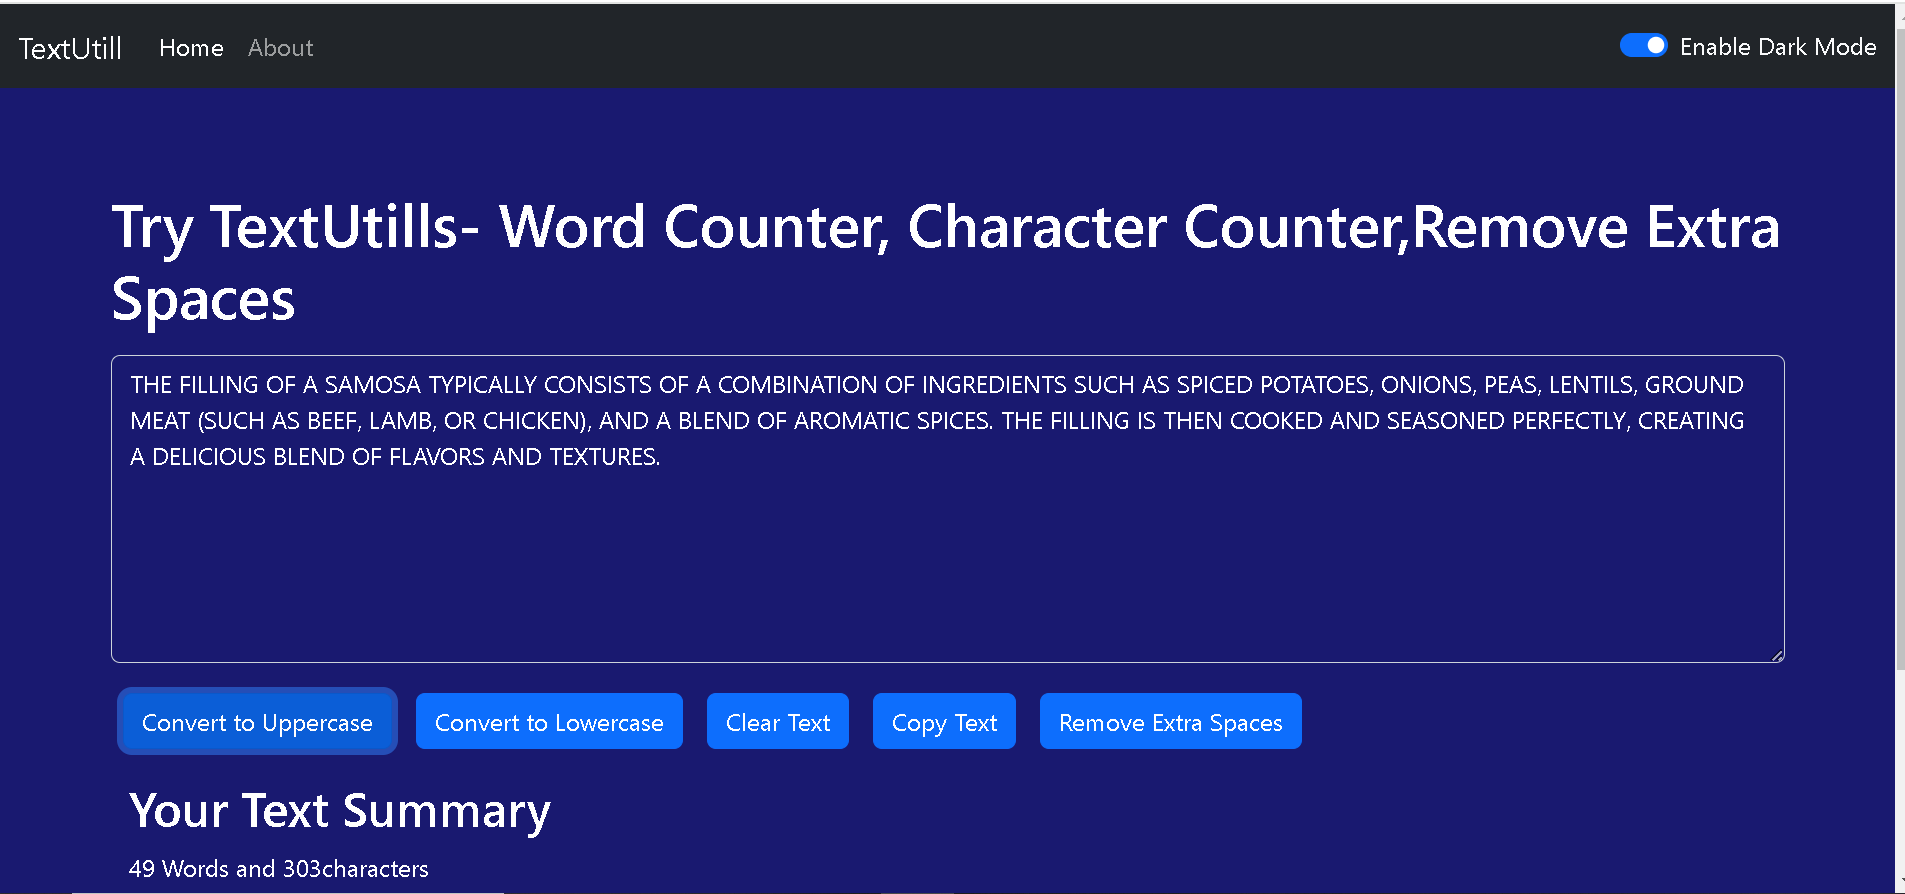 TextUtill Home About Enable Dark Mode
Try TextUtills- Word Counter, Character Counter,Remove Extra
Spaces
THE FILLING OF A SAMOSA TYPICALLY CONSISTS OF A COMBINATION OF INGREDIENTS SUCH AS SPICED POTATOES, ONIONS, PEAS, LENTILS, GROUND
MEAT (SUCH AS BEEF, LAMB, OR CHICKEN), AND A BLEND OF AROMATIC SPICES. THE FILLING IS THEN COOKED AND SEASONED PERFECTLY, CREATING
A DELICIOUS BLEND OF FLAVORS AND TEXTURES.
Convert to Uppercase Convert to Lowercase Clear Text Copy Text Remove Extra Spaces
Your Text Summary
49 Words and 303characters